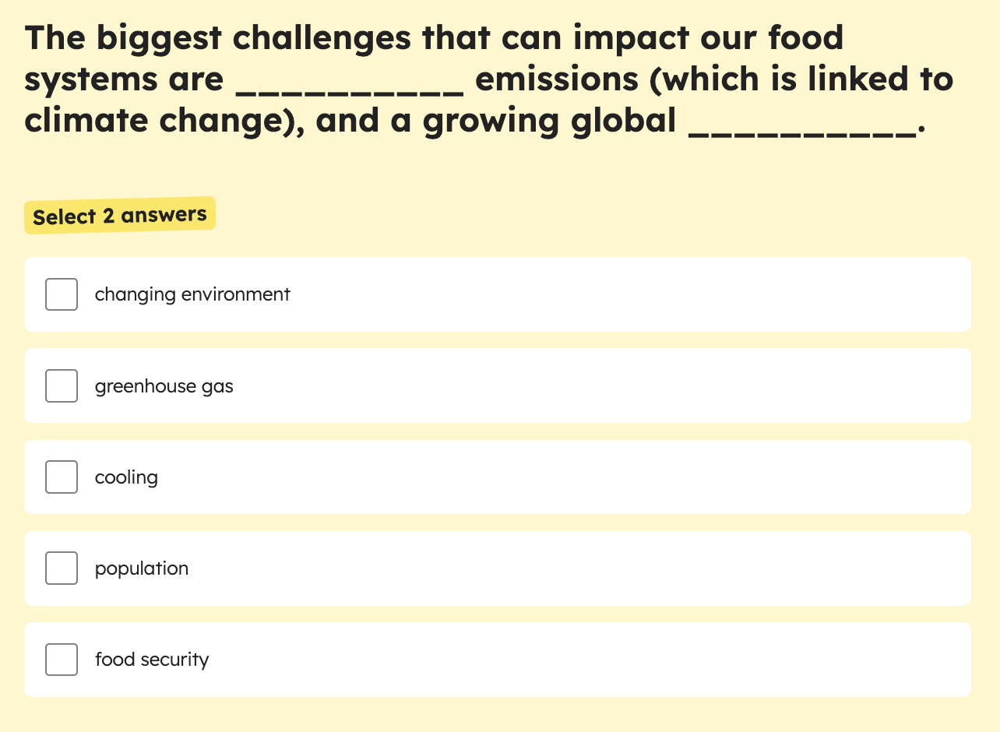 The biggest challenges that can impact our food
systems are __________ emissions (which is linked to
climate change), and a growing global __________.
Select 2 answers
changing environment
greenhouse gas
cooling
population
food security